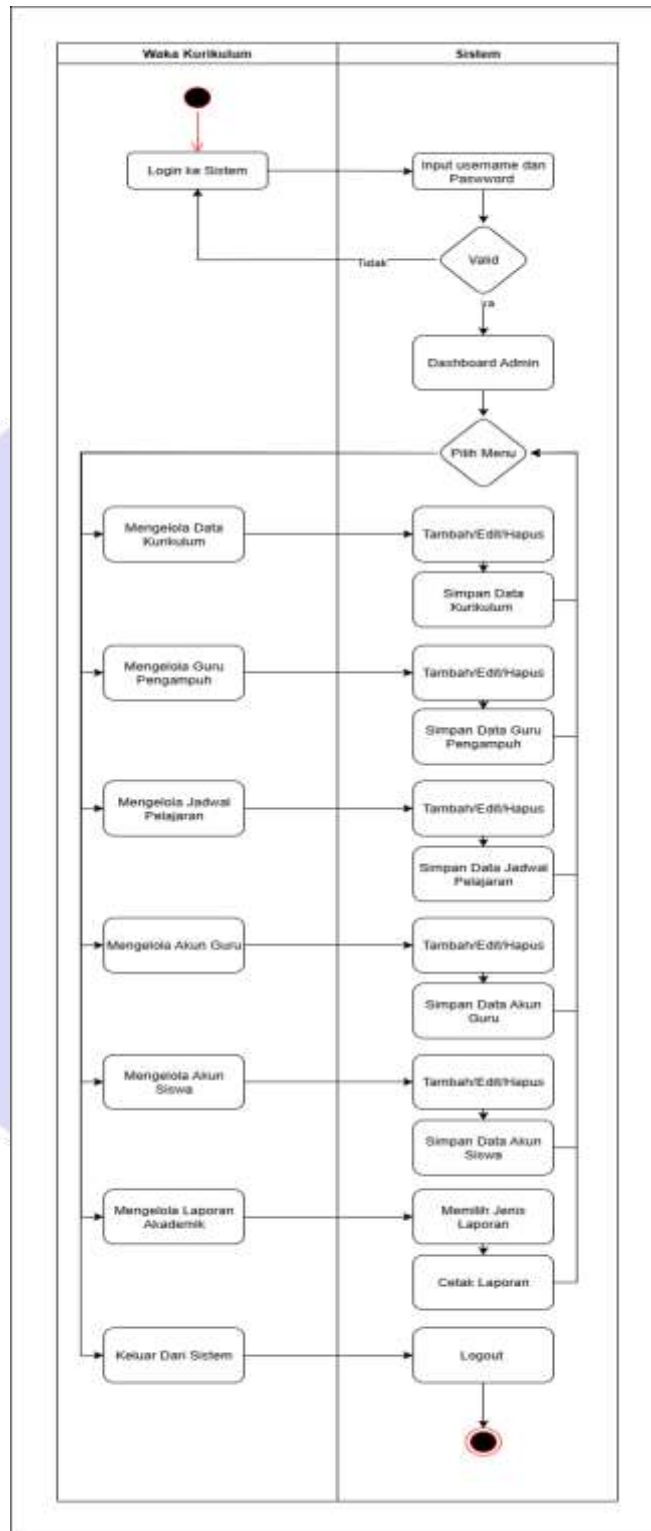 Waka Kurikulum
Sistem
Login ke Sistem
Input username dan
Paswword
Tidak
Valid
ya
Dashboard Admin
Pilih Menu
Mengelola Data
Kurikulum
Tambah/Edit/Hapus
Simpan Data
Kurikulum
Mengelola Guru
Pengampuh
Tambah/Edit/Hapus
Simpan Data Guru
Pengampuh
Mengelola Jadwal
Pelajaran
Tambah/Edit/Hapus
Simpan Data Jadwal
Pelajaran
Mengelola Akun Guru
Tambah/Edit/Hapus
Simpan Data Akun
Guru
Mengelola Akun
Siswa
Tambah/Edit/Hapus
Simpan Data Akun
Siswa
Mengelola Laporan
Akademik
Memilih Jenis
Laporan
Cetak Laporan
Keluar Dari Sistem
Logout